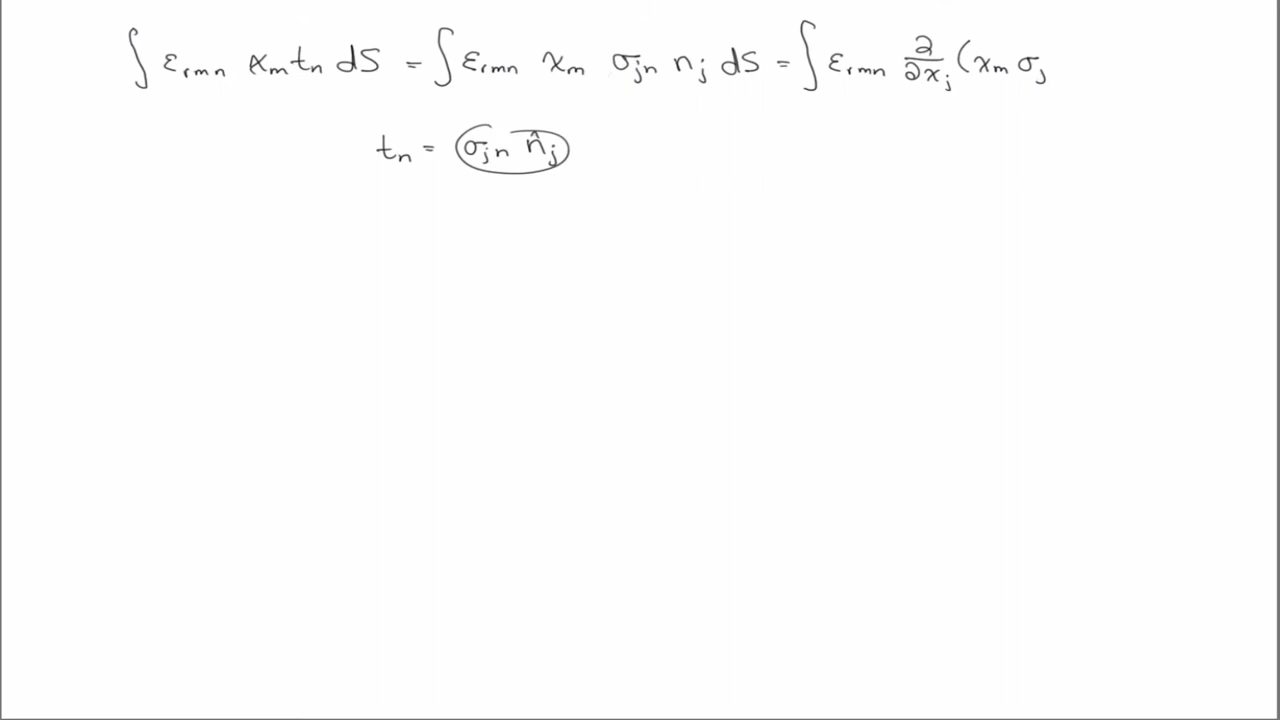 ∫ ε_rmn x_m t_n dS = ∫ ε_rmn x_m σ_jn n_j dS = ∫ ε_rmn ∂/∂x_j (x_m σ_j
t_n = σ_jn n̂_j